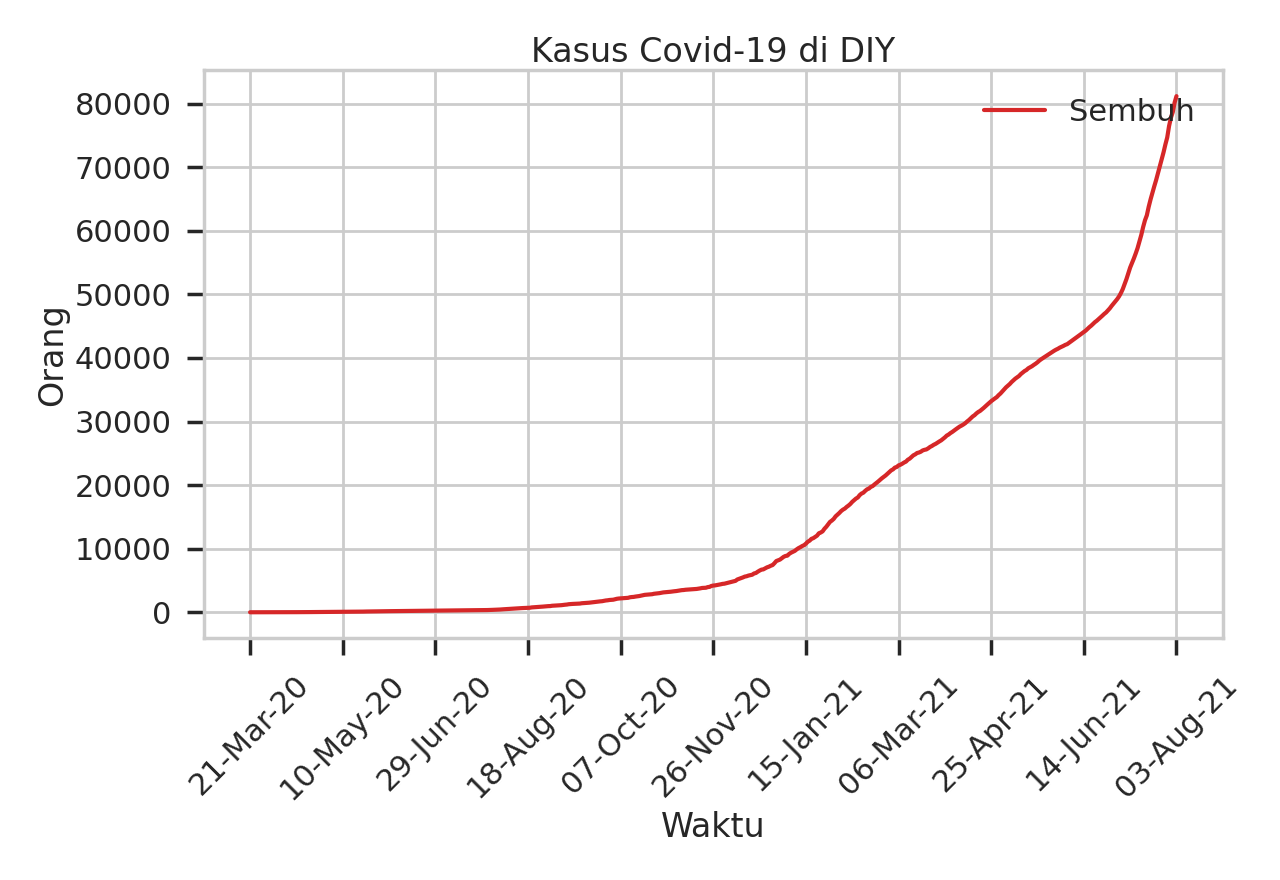 Kasus Covid-19 di DIY
Sembuh
Orang
80000
70000
60000
50000
40000
30000
20000
10000
0
21-Mar-20
10-May-20
29-Jun-20
18-Aug-20
07-Oct-20
26-Nov-20
15-Jan-21
06-Mar-21
25-Apr-21
14-Jun-21
03-Aug-21
Waktu